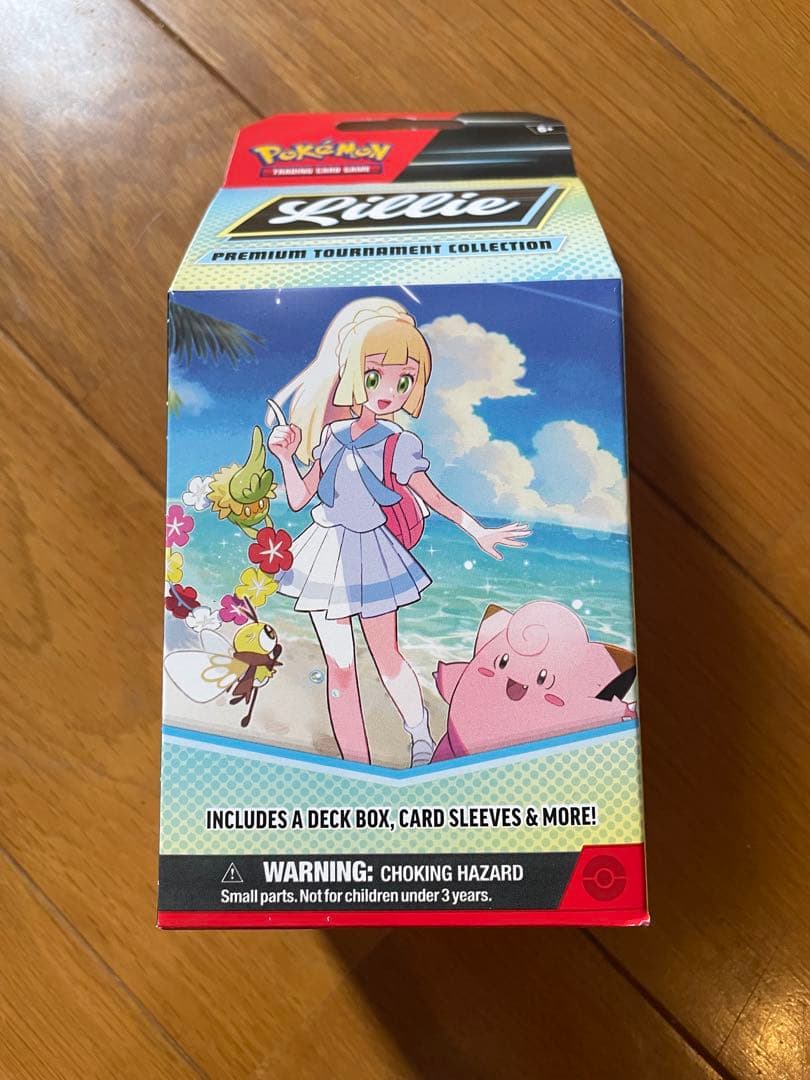 POKéMON
TRADING CARD GAME
6+
Lillie
PREMIUM TOURNAMENT COLLECTION
INCLUDES A DECK BOX, CARD SLEEVES & MORE!
WARNING: CHOKING HAZARD
Small parts. Not for children under 3 years.